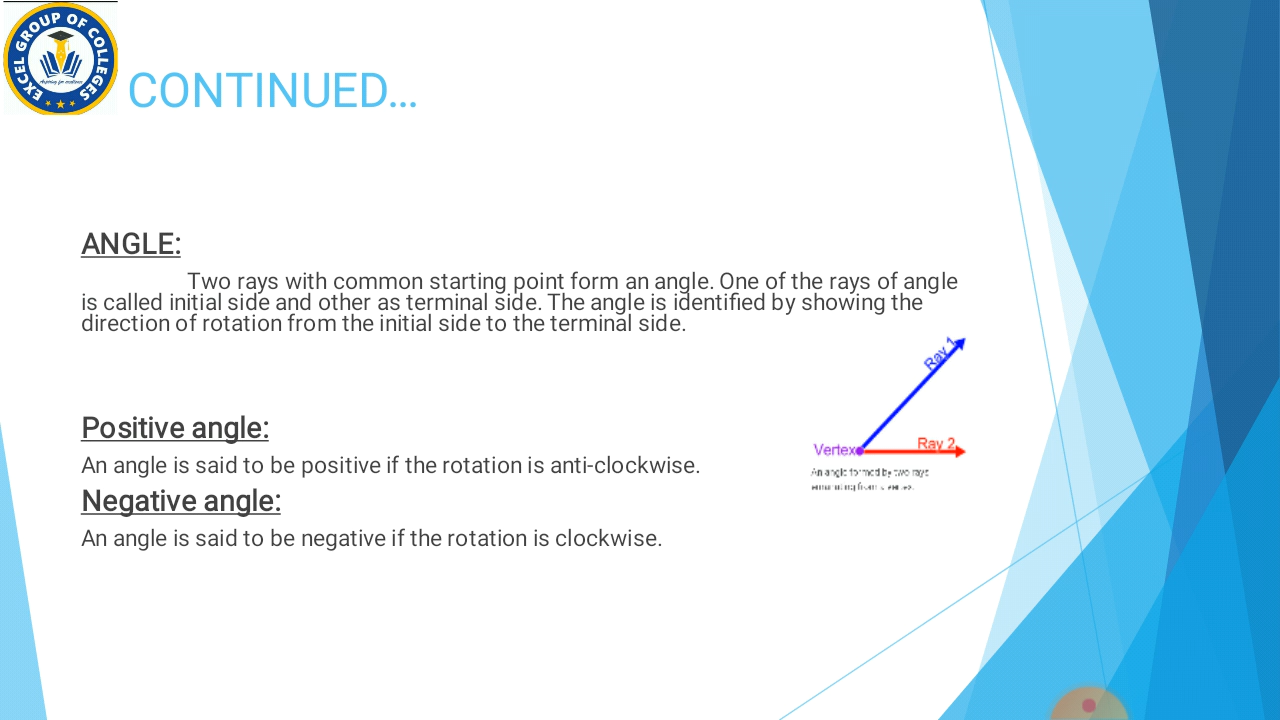 EXCEL GROUP OF COLLEGES
CONTINUED...
ANGLE:
Two rays with common starting point form an angle. One of the rays of angle
is called initial side and other as terminal side. The angle is identified by showing the
direction of rotation from the initial side to the terminal side.
Ray 1
Positive angle:
Vertex
Ray 2
An angle is said to be positive if the rotation is anti-clockwise.
An angle formed by two rays
emanating from a vertex.
Negative angle:
An angle is said to be negative if the rotation is clockwise.